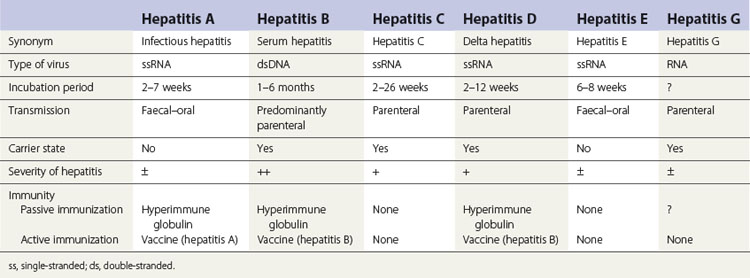 Hepatitis A Hepatitis B Hepatitis C Hepatitis D Hepatitis E Hepatitis G
Synonym Infectious hepatitis Serum hepatitis Hepatitis C Delta hepatitis Hepatitis E Hepatitis G
Type of virus ssRNA dsDNA ssRNA ssRNA ssRNA RNA
Incubation period 2–7 weeks 1–6 months 2–26 weeks 2–12 weeks 6–8 weeks ?
Transmission Faecal–oral Predominantly Parenteral Parenteral Faecal–oral Parenteral
parenteral
Carrier state No Yes Yes Yes No Yes
Severity of hepatitis ± ++ + + ± ±
Immunity
Passive immunization Hyperimmune Hyperimmune None Hyperimmune None ?
globulin globulin globulin
Active immunization Vaccine (hepatitis A) Vaccine (hepatitis B) None Vaccine (hepatitis B) None None
ss, single-stranded; ds, double-stranded.